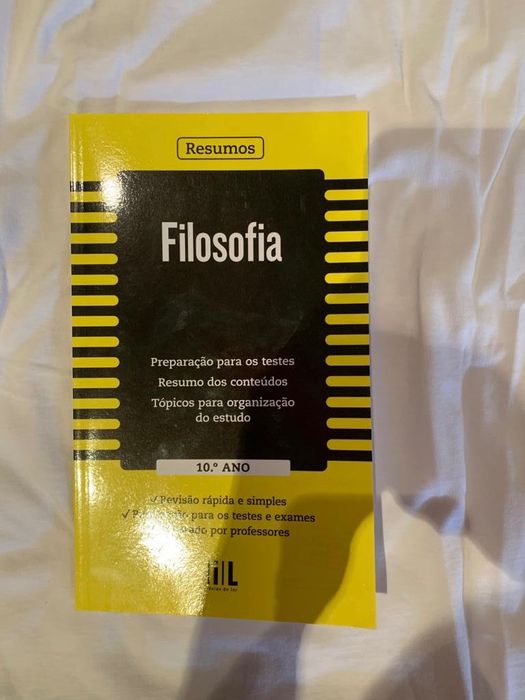 Resumos
Filosofia
Preparação para os testes
Resumo dos conteúdos
Tópicos para organização
do estudo
10.º ANO
✓ Revisão rápida e simples
✓ para os testes e exames
por professores